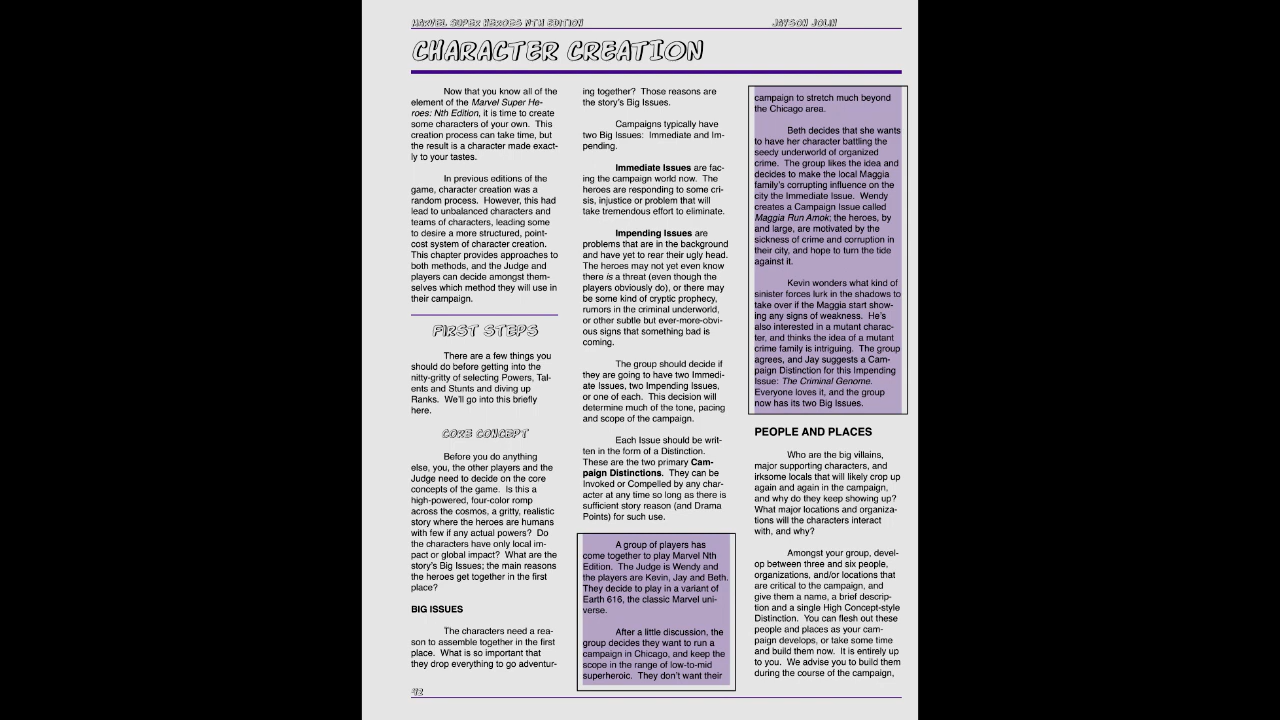 MARVEL SUPER HEROES NTH EDITION
JAYSON JOLIN
CHARACTER CREATION
Now that you know all of the
element of the Marvel Super He-
roes: Nth Edition, it is time to create
some characters of your own. This
creation process can take time, but
the result is a character made exact-
ly to your tastes.
In previous editions of the
game, character creation was a
random process. However, this had
lead to unbalanced characters and
teams of characters, leading some
to desire a more structured, point-
cost system of character creation.
This chapter provides approaches to
both methods, and the Judge and
players can decide amongst them-
selves which method they will use in
their campaign.
FIRST STEPS
There are a few things you
should do before getting into the
nitty-gritty of selecting Powers, Tal-
ents and Stunts and diving up
Ranks. We'll go into this briefly
here.
CORE CONCEPT
Before you do anything
else, you, the other players and the
Judge need to decide on the core
concepts of the game. Is this a
high-powered, four-color romp
across the cosmos, a gritty, realistic
story where the heroes are humans
with few if any actual powers? Do
the characters have only local im-
pact or global impact? What are the
story's Big Issues; the main reasons
the heroes get together in the first
place?
BIG ISSUES
The characters need a rea-
son to assemble together in the first
place. What is so important that
they drop everything to go adventur-
ing together? Those reasons are
the story's Big Issues.
Campaigns typically have
two Big Issues: Immediate and Im-
pending.
Immediate Issues are fac-
ing the campaign world now. The
heroes are responding to some cri-
sis, injustice or problem that will
take tremendous effort to eliminate.
Impending Issues are
problems that are in the background
and have yet to rear their ugly head.
The heroes may not yet even know
there is a threat (even though the
players obviously do), or there may
be some kind of cryptic prophecy,
rumors in the criminal underworld,
or other subtle but ever-more-obvi-
ous signs that something bad is
coming.
The group should decide if
they are going to have two Immedi-
ate Issues, two Impending Issues,
or one of each. This decision will
determine much of the tone, pacing
and scope of the campaign.
Each Issue should be writ-
ten in the form of a Distinction.
These are the two primary Cam-
paign Distinctions. They can be
Invoked or Compelled by any char-
acter at any time so long as there is
sufficient story reason (and Drama
Points) for such use.
A group of players has
come together to play Marvel Nth
Edition. The Judge is Wendy and
the players are Kevin, Jay and Beth.
They decide to play in a variant of
Earth 616, the classic Marvel uni-
verse.
After a little discussion, the
group decides they want to run a
campaign in Chicago, and keep the
scope in the range of low-to-mid
superheroic. They don't want their
campaign to stretch much beyond
the Chicago area.
Beth decides that she wants
to have her character battling the
seedy underworld of organized
crime. The group likes the idea and
decides to make the local Maggia
family's corrupting influence on the
city the Immediate Issue. Wendy
creates a Campaign Issue called
Maggia Run Amok; the heroes, by
and large, are motivated by the
sickness of crime and corruption in
their city, and hope to turn the tide
against it.
Kevin wonders what kind of
sinister forces lurk in the shadows to
take over if the Maggia start show-
ing any signs of weakness. He's
also interested in a mutant charac-
ter, and thinks the idea of a mutant
crime family is intriguing. The group
agrees, and Jay suggests a Cam-
paign Distinction for this Impending
Issue: The Criminal Genome.
Everyone loves it, and the group
now has its two Big Issues.
PEOPLE AND PLACES
Who are the big villains,
major supporting characters, and
irksome locals that will likely crop up
again and again in the campaign,
and why do they keep showing up?
What major locations and organiza-
tions will the characters interact
with, and why?
Amongst your group, devel-
op between three and six people,
organizations, and/or locations that
are critical to the campaign, and
give them a name, a brief descrip-
tion and a single High Concept-style
Distinction. You can flesh out these
people and places as your cam-
paign develops, or take some time
and build them now. It is entirely up
to you. We advise you to build them
during the course of the campaign,
42